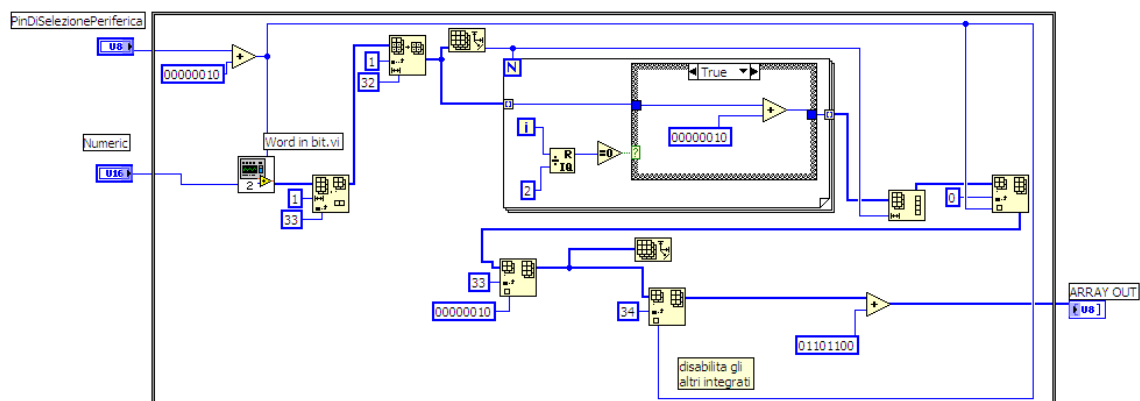 PinDiSelezionePeriferica
U8
00000010
1
32
N
True
00000010
i
R
IQ
=0
?
2
Numeric
U16
Word in bit.vi
2
1
33
0
33
00000010
34
ARRAY OUT
U8
01101100
disabilita gli
altri integrati